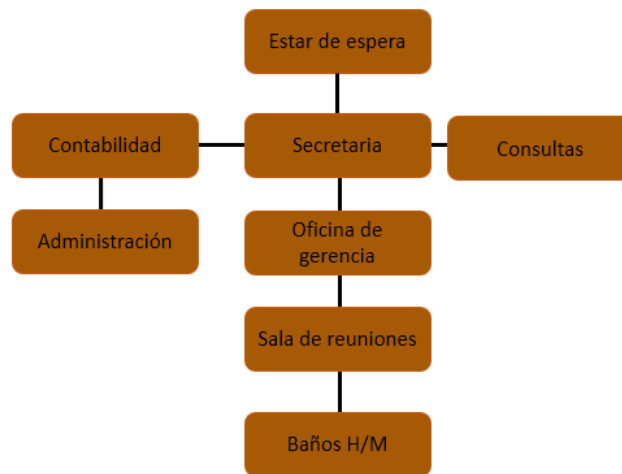 Estar de espera
Contabilidad
Secretaria
Consultas
Administración
Oficina de
gerencia
Sala de reuniones
Baños H/M